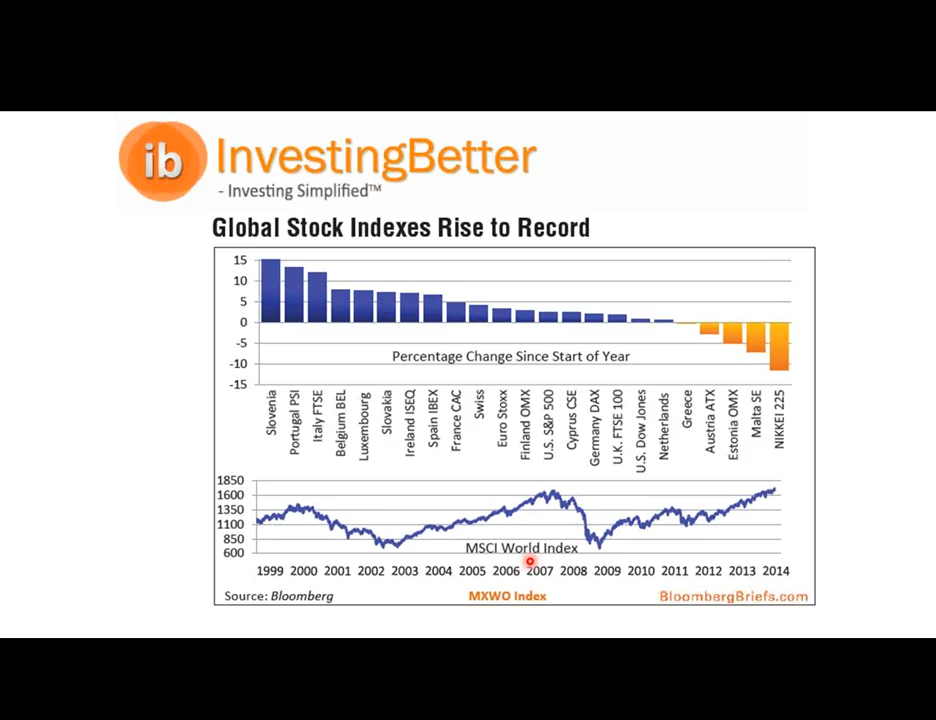 ib InvestingBetter
- Investing Simplified™
Global Stock Indexes Rise to Record
15
10
5
0
-5
-10
-15
Percentage Change Since Start of Year
Slovenia
Portugal PSI
Italy FTSE
Belgium BEL
Luxembourg
Slovakia
Ireland ISEQ
Spain IBEX
France CAC
Swiss
Euro Stoxx
Finland OMX
U.S. S&P 500
Cyprus CSE
Germany DAX
U.K. FTSE 100
U.S. Dow Jones
Netherlands
Greece
Austria ATX
Estonia OMX
Malta SE
NIKKEI 225
1850
1600
1350
1100
850
600
MSCI World Index
1999 2000 2001 2002 2003 2004 2005 2006 2007 2008 2009 2010 2011 2012 2013 2014
Source: Bloomberg MXWO Index BloombergBriefs.com